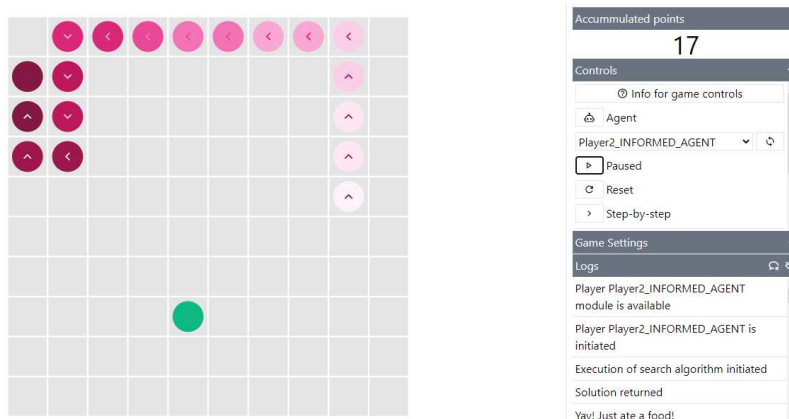 Accummulated points
17
Controls
Info for game controls
Agent
Player2_INFORMED_AGENT
Paused
Reset
Step-by-step
Game Settings
Logs
Player Player2_INFORMED_AGENT
module is available
Player Player2_INFORMED_AGENT is
initiated
Execution of search algorithm initiated
Solution returned
Yay! Just ate a food!